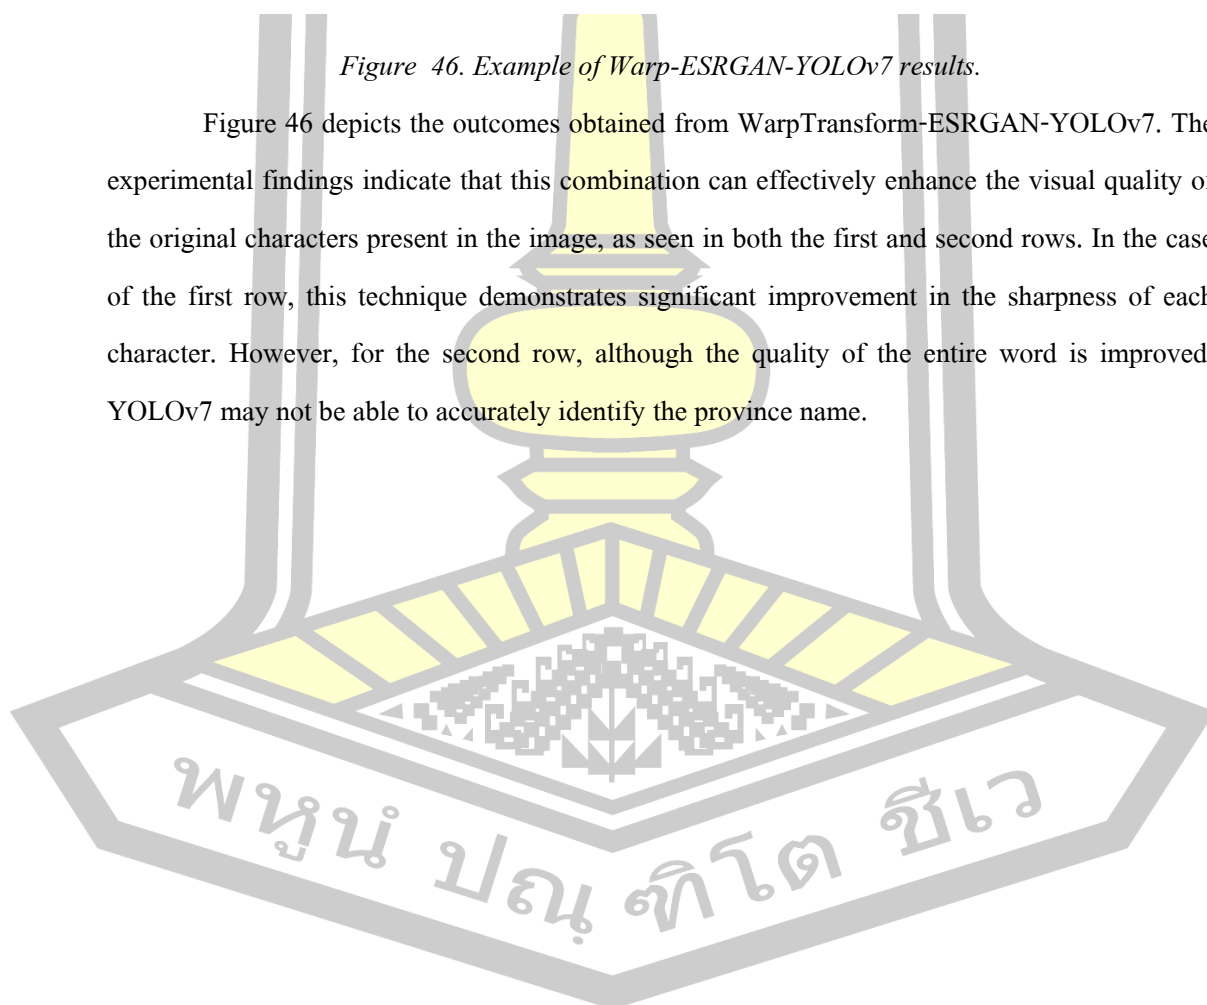 Figure 46. Example of Warp-ESRGAN-YOLOv7 results.
Figure 46 depicts the outcomes obtained from WarpTransform-ESRGAN-YOLOv7. The
experimental findings indicate that this combination can effectively enhance the visual quality of
the original characters present in the image, as seen in both the first and second rows. In the case
of the first row, this technique demonstrates significant improvement in the sharpness of each
character. However, for the second row, although the quality of the entire word is improved
YOLOv7 may not be able to accurately identify the province name.
พหูนํ ปณฺ ฑิโต ชีเว